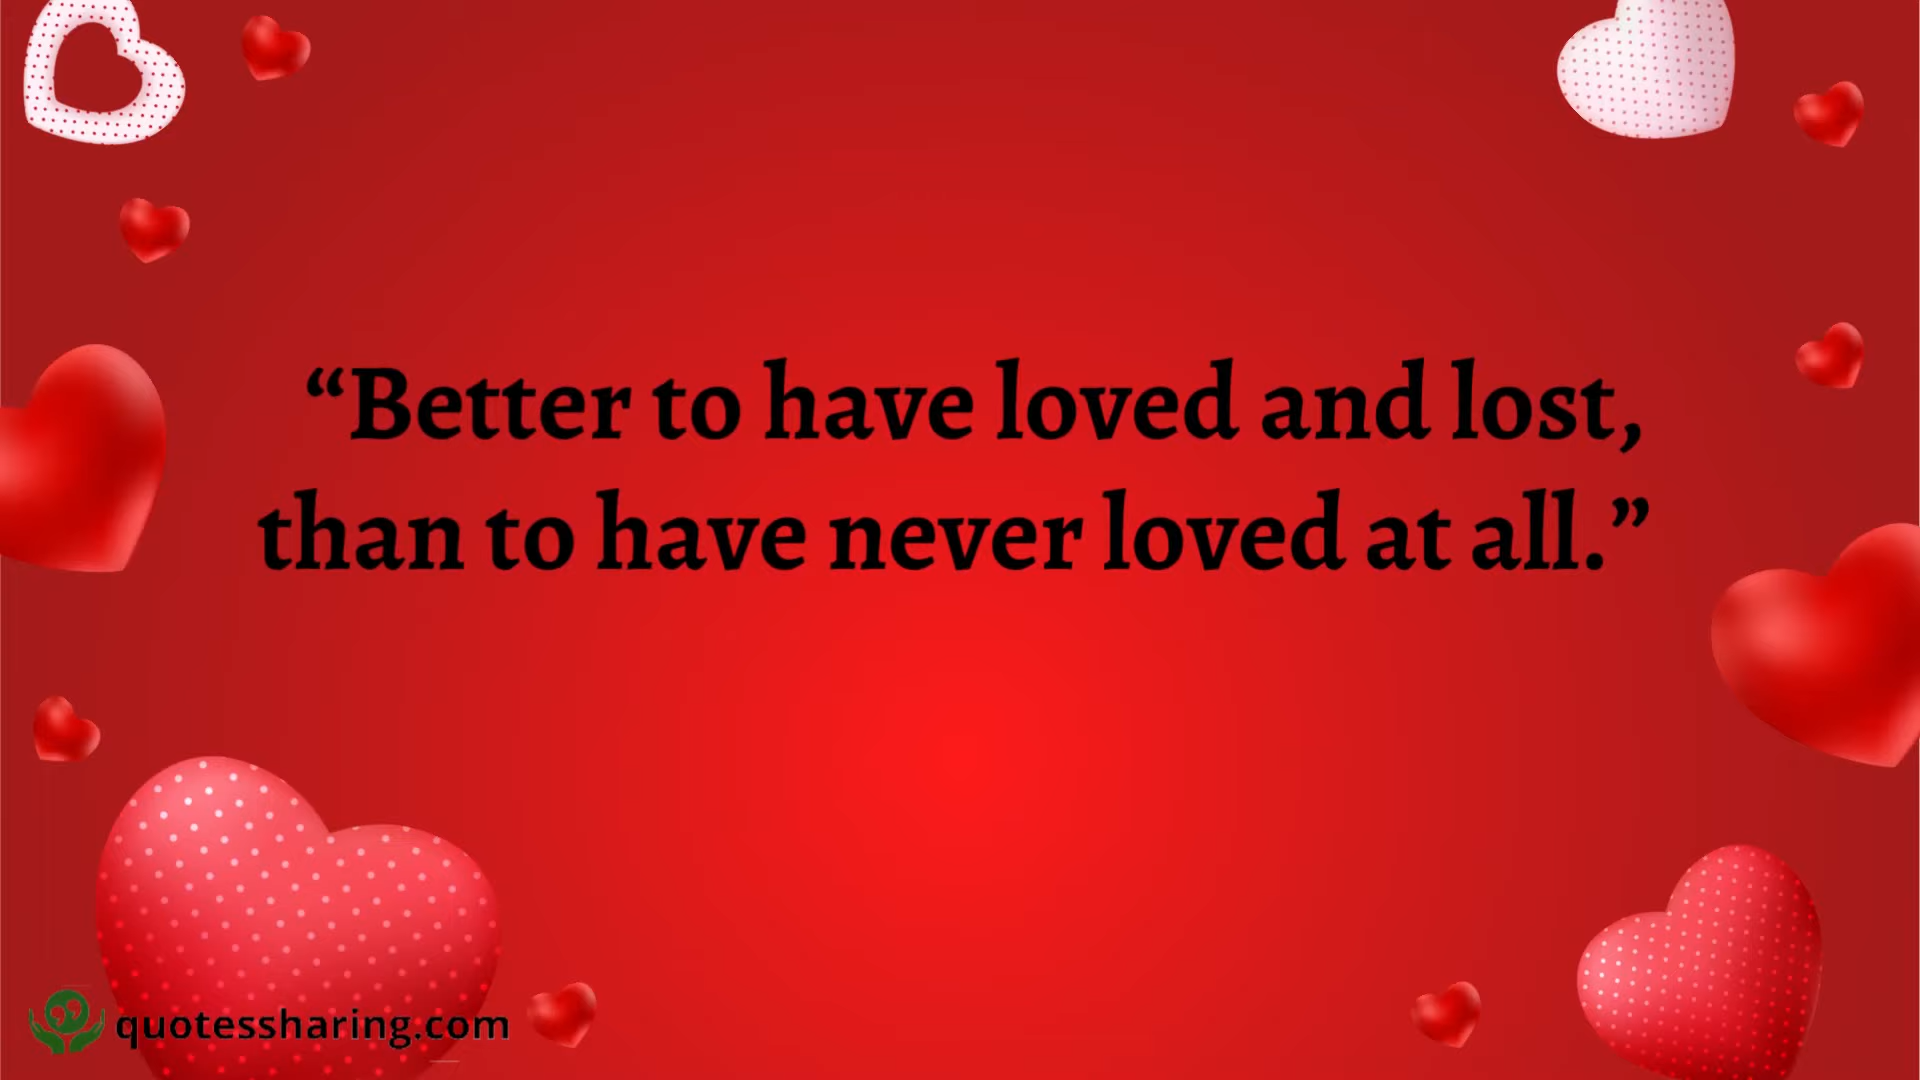 “Better to have loved and lost,
than to have never loved at all.”
quotessharing.com